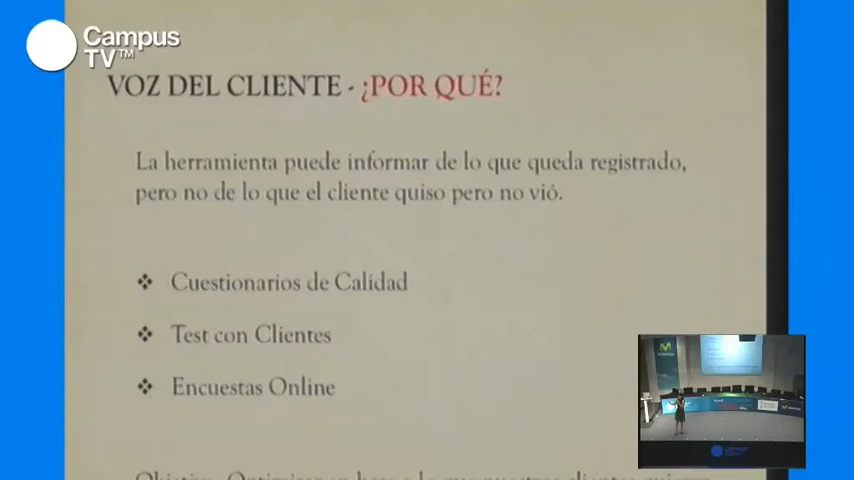 Campus
TV™
VOZ DEL CLIENTE - ¿POR QUÉ?
La herramienta puede informar de lo que queda registrado,
pero no de lo que el cliente quiso pero no vió.
Cuestionarios de Calidad
Test con Clientes
Encuestas Online